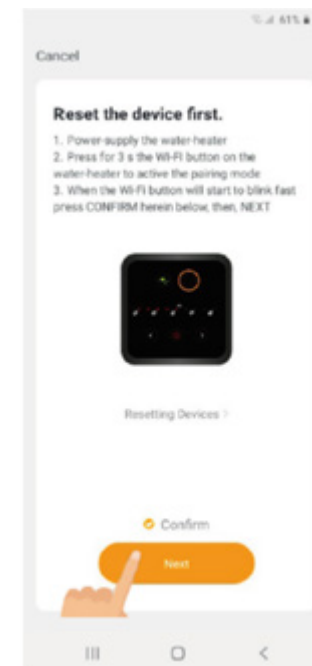 61%
Cancel
Reset the device first.
1. Power-supply the water-heater
2. Press for 3 s the Wi-Fi button on the
water-heater to active the pairing mode
3. When the Wi-Fi button will start to blink fast
press CONFIRM herein below, then, NEXT
Resetting Devices >
Confirm
Next